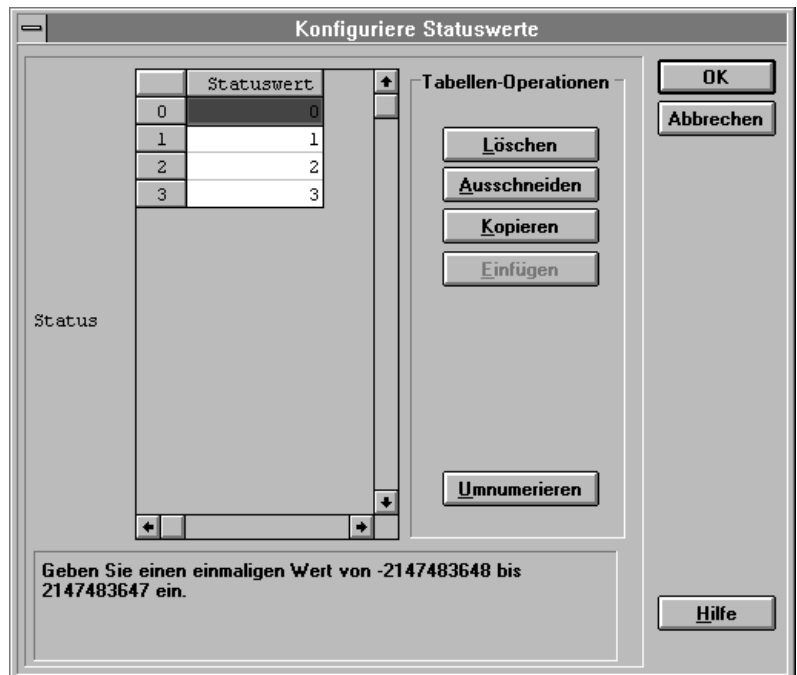 Konfiguriere Statuswerte
Statuswert
0 0
1 1
2 2
3 3
Status
Tabellen-Operationen
Löschen
Ausschneiden
Kopieren
Einfügen
Umnumerieren
OK
Abbrechen
Hilfe
Geben Sie einen einmaligen Wert von -2147483648 bis
2147483647 ein.